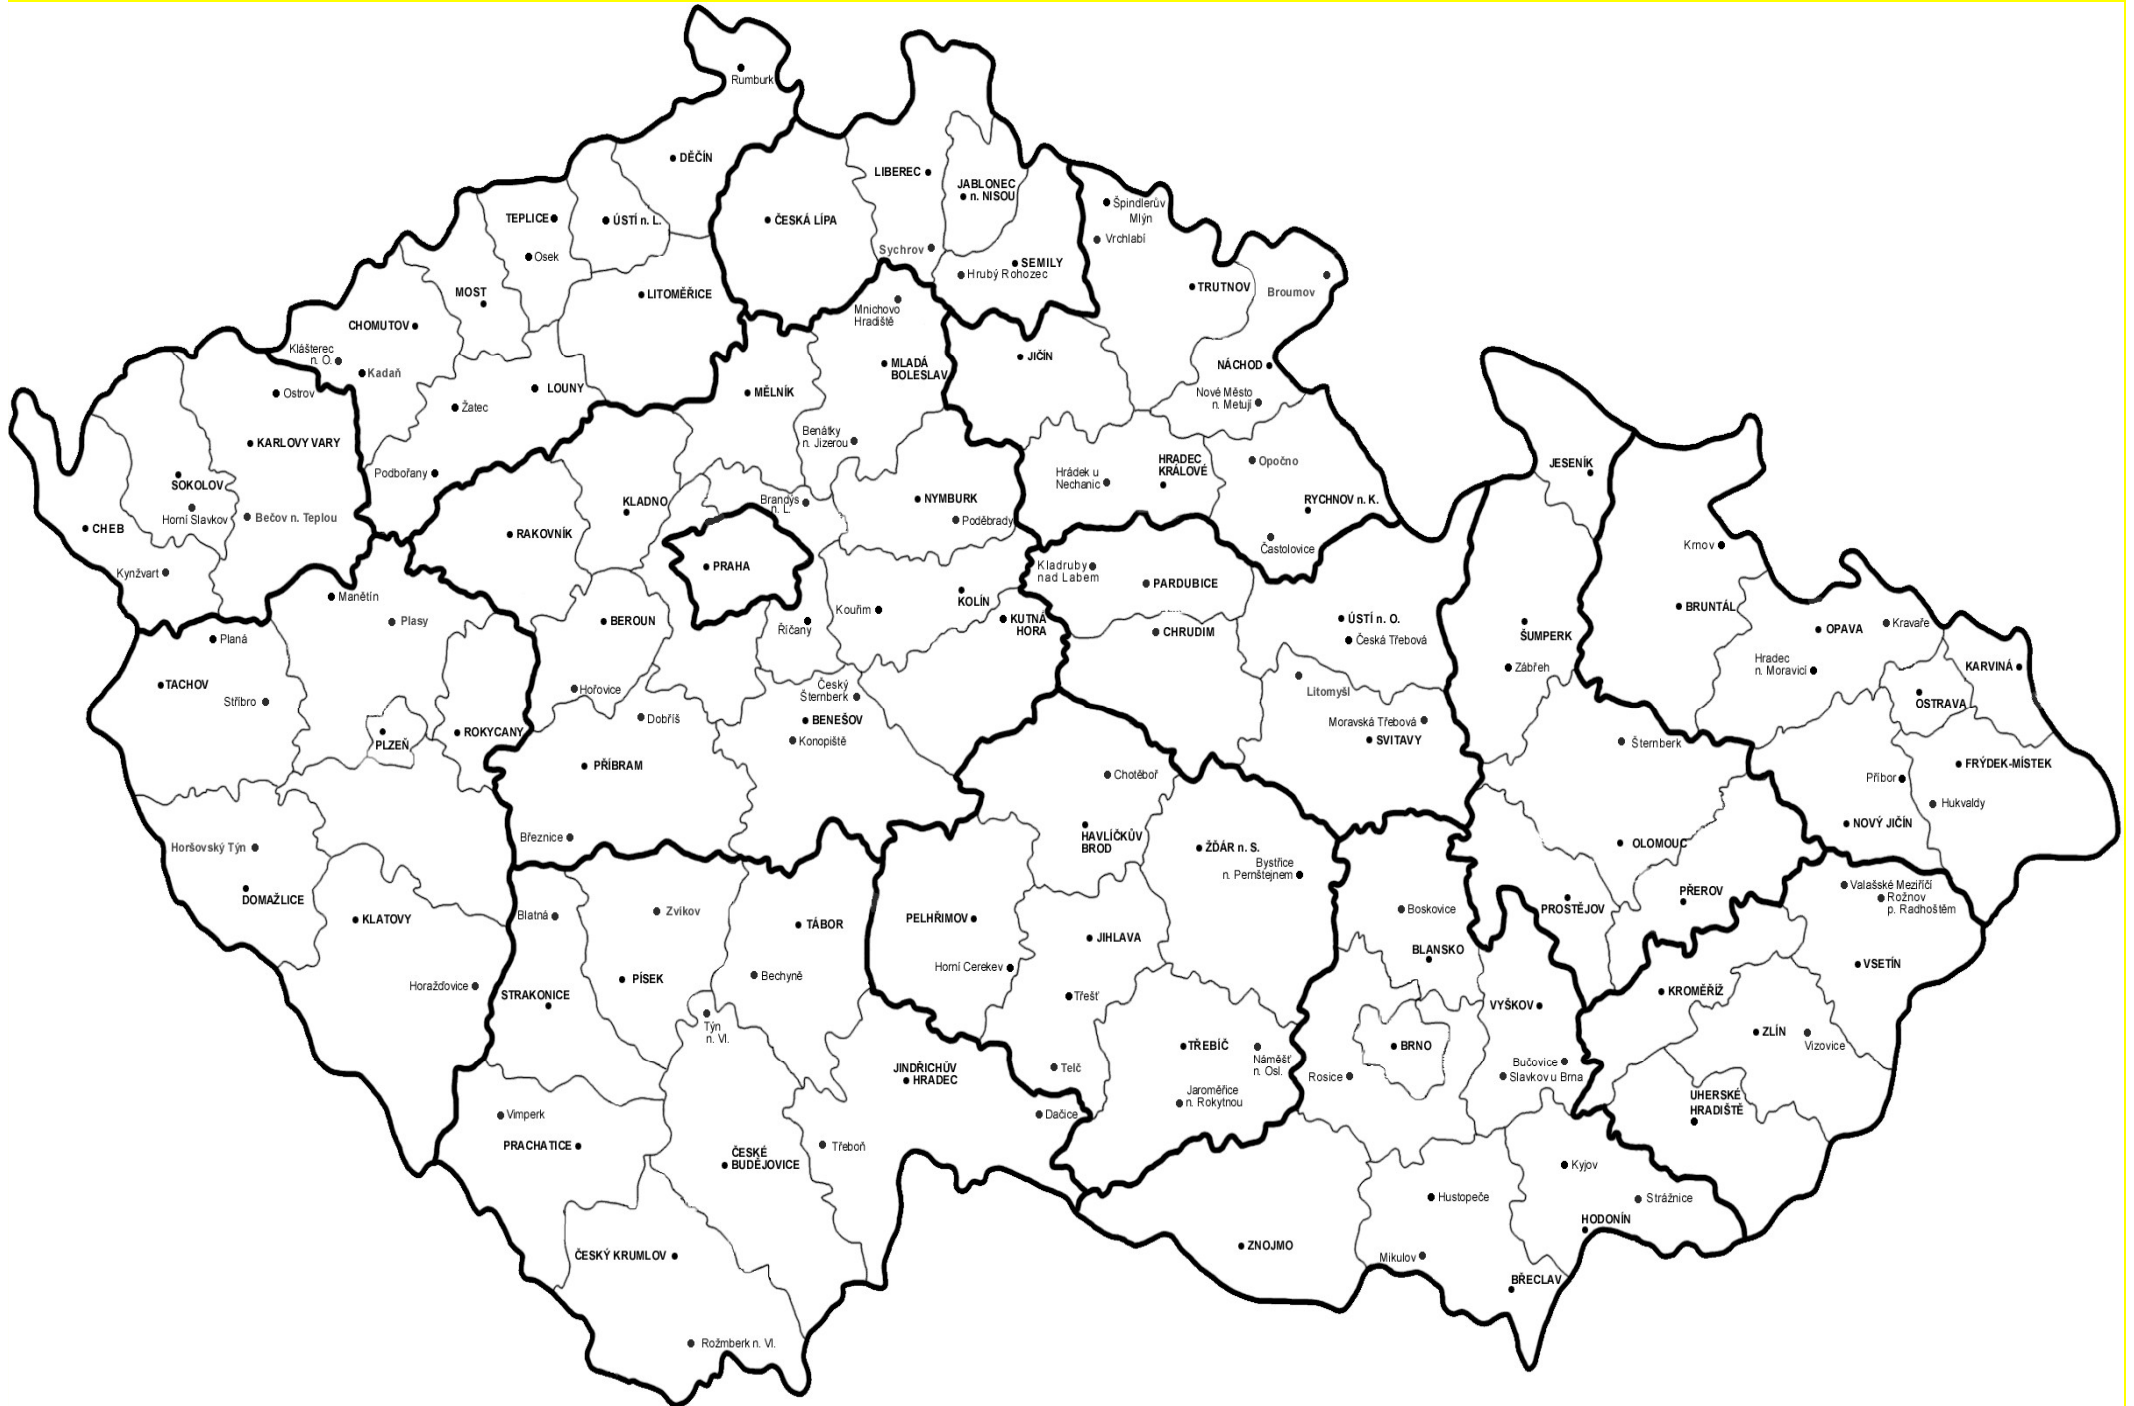 Rumburk
DĚČÍN
LIBEREC
JABLONEC
n. NISOU
TEPLICE
ÚSTÍ n. L.
ČESKÁ LÍPA
Špindlerův
Mlýn
Vrchlabí
Osek
Sychrov
SEMILY
Hrubý Rohozec
MOST
LITOMĚŘICE
Mnichovo
Hradiště
TRUTNOV
Broumov
CHOMUTOV
Klášterec
n. O.
Kadaň
JIČÍN
MLADÁ
BOLESLAV
NÁCHOD
Ostrov
LOUNY
MĚLNÍK
Nové Město
n. Metují
Žatec
KARLOVY VARY
Benátky
n. Jizerou
Podbořany
Hrádek u
Nechanic
HRADEC
KRÁLOVÉ
Opočno
JESENÍK
SOKOLOV
Horní Slavkov
Bečov n. Teplou
CHEB
KLADNO
Brandýs
n. L.
NYMBURK
Poděbrady
RYCHNOV n. K.
RAKOVNÍK
Častolovice
Krnov
Kynžvart
PRAHA
Kladruby
nad Labem
PARDUBICE
Manětín
Plasy
BEROUN
Říčany
Kouřim
KOLÍN
KUTNÁ
HORA
CHRUDIM
ÚSTÍ n. O.
Česká Třebová
ŠUMPERK
Zábřeh
BRUNTÁL
OPAVA
Kravaře
Hradec
n. Moravicí
KARVINÁ
OSTRAVA
Planá
TACHOV
Stříbro
Hořovice
Dobříš
Český
Šternberk
BENEŠOV
Konopiště
Litomyšl
Moravská Třebová
SVITAVY
PLZEŇ
ROKYCANY
PŘÍBRAM
Šternberk
FRÝDEK-MÍSTEK
Příbor
Hukvaldy
NOVÝ JIČÍN
Chotěboř
HAVLÍČKŮV
BROD
ŽĎÁR n. S.
Bystřice
n. Pernštejnem
Březnice
Horšovský Týn
DOMAŽLICE
KLATOVY
Blatná
Zvíkov
TÁBOR
PELHŘIMOV
JIHLAVA
Boskovice
BLANSKO
OLOMOUC
PROSTĚJOV
PŘEROV
Valašské Meziříčí
Rožnov
p. Radhoštěm
VSETÍN
Horažďovice
STRAKONICE
PÍSEK
Bechyně
Horní Cerekev
Třešť
Týn
n. Vl.
VYŠKOV
KROMĚŘÍŽ
ZLÍN
Vizovice
JINDŘICHŮV
HRADEC
Telč
TŘEBÍČ
Náměšť
n. Osl.
Jaroměřice
n. Rokytnou
BRNO
Rosice
Bučovice
Slavkov u Brna
UHERSKÉ
HRADIŠTĚ
Vimperk
PRACHATICE
Dačice
Třeboň
ČESKÉ
BUDĚJOVICE
Kyjov
Hustopeče
Strážnice
HODONÍN
ČESKÝ KRUMLOV
ZNOJMO
Mikulov
BŘECLAV
Rožmberk n. Vl.